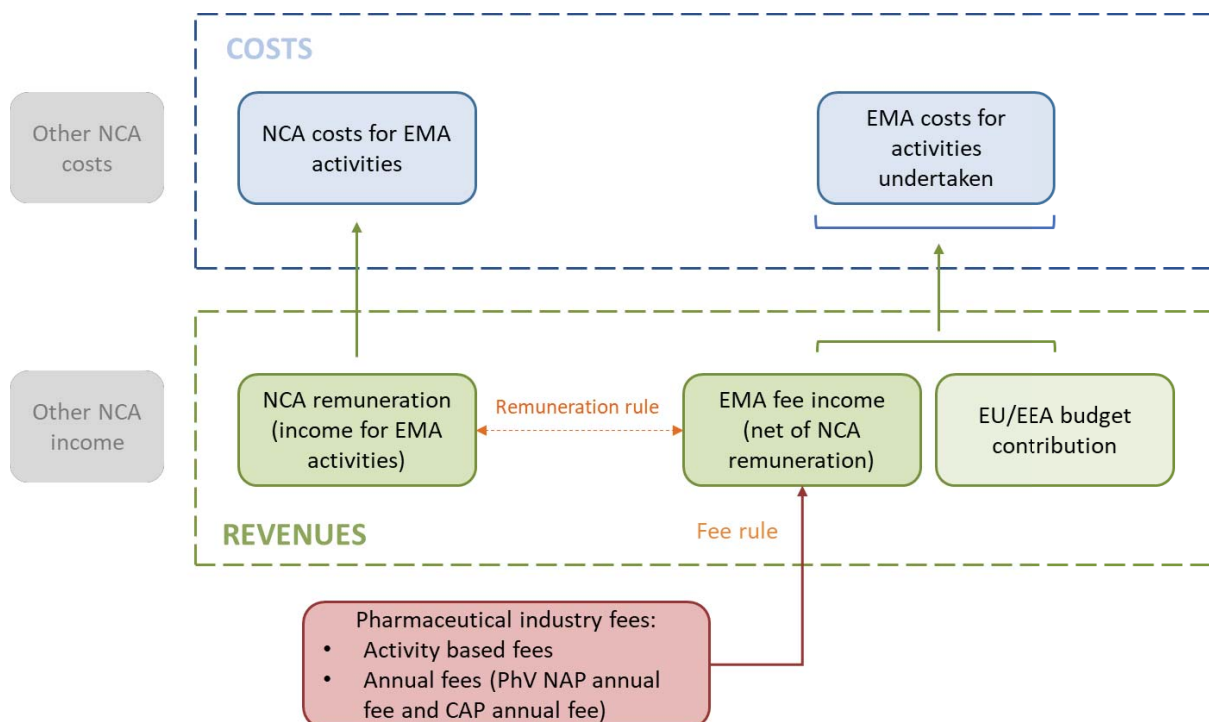 COSTS
Other NCA
costs
NCA costs for EMA
activities
EMA costs for
activities
undertaken
Other NCA
income
NCA remuneration
(income for EMA
activities)
Remuneration rule
EMA fee income
(net of NCA
remuneration)
EU/EEA budget
contribution
REVENUES
Fee rule
Pharmaceutical industry fees:
• Activity based fees
• Annual fees (PhV NAP annual
fee and CAP annual fee)